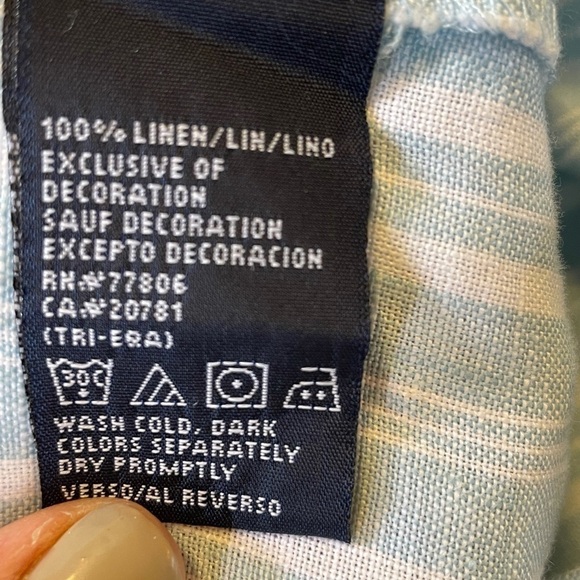 100% LINEN/LIN/LINO
EXCLUSIVE OF
DECORATION
SAUF DECORATION
EXCEPTO DECORACION
RN#77806
CA#20781
(TRI-ERA)
30C
WASH COLD, DARK
COLORS SEPARATELY
DRY PROMPTLY
VERSO/AL REVERSO